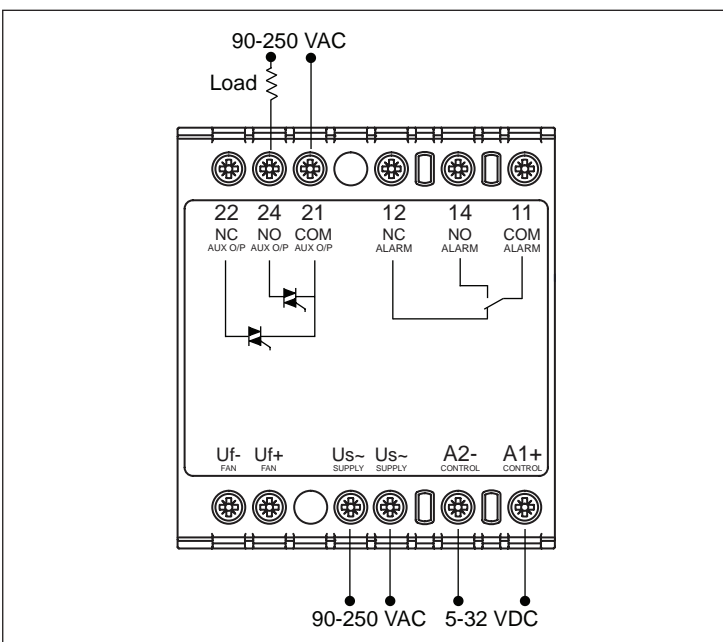 90-250 VAC
Load
22 24 21 12 14 11
NC NO COM NC NO COM
AUX O/P AUX O/P AUX O/P ALARM ALARM ALARM
Uf- Uf+ Us~ Us~ A2- A1+
FAN FAN SUPPLY SUPPLY CONTROL CONTROL
90-250 VAC 5-32 VDC